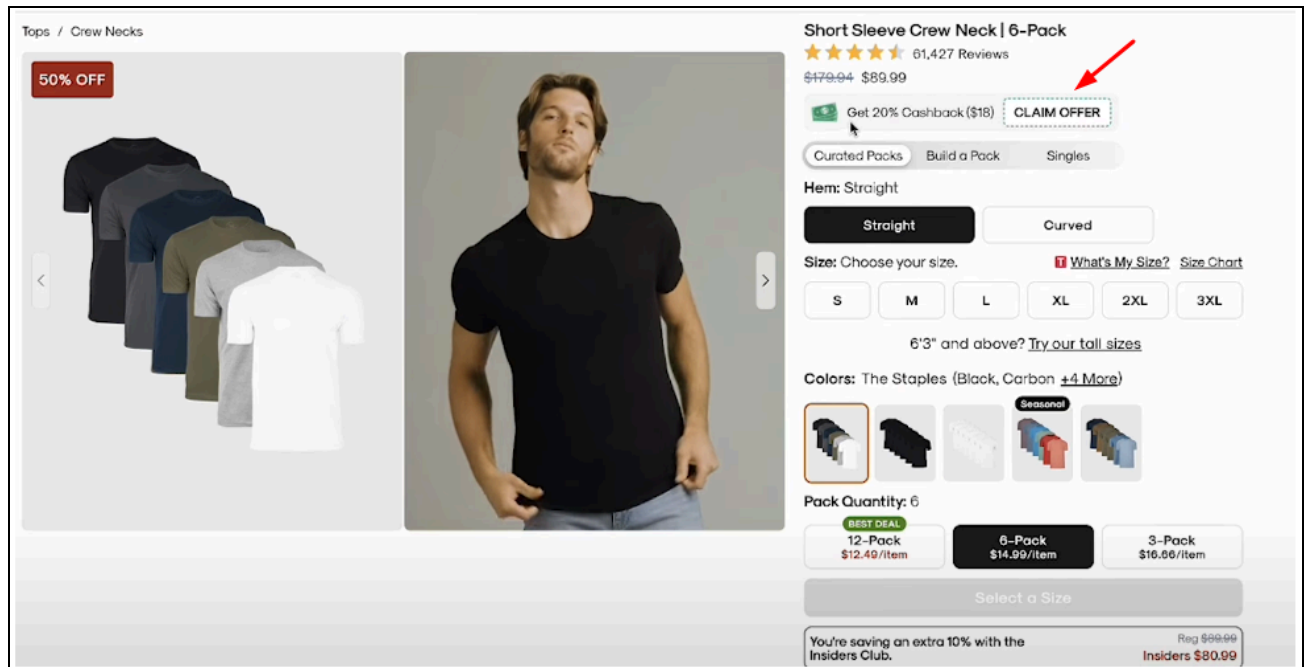 Tops / Crew Necks
50% OFF
Short Sleeve Crew Neck | 6-Pack
61,427 Reviews
$179.94 $89.99
Get 20% Cashback ($18) CLAIM OFFER
Curated Packs Build a Pack Singles
Hem: Straight
Straight Curved
Size: Choose your size. T What's My Size? Size Chart
S M L XL 2XL 3XL
6'3" and above? Try our tall sizes
Colors: The Staples (Black, Carbon +4 More)
Seasonal
Pack Quantity: 6
BEST DEAL
12-Pack 6-Pack 3-Pack
$12.49/item $14.99/item $16.66/item
Select a Size
You're saving an extra 10% with the Reg $89.99
Insiders Club. Insiders $80.99